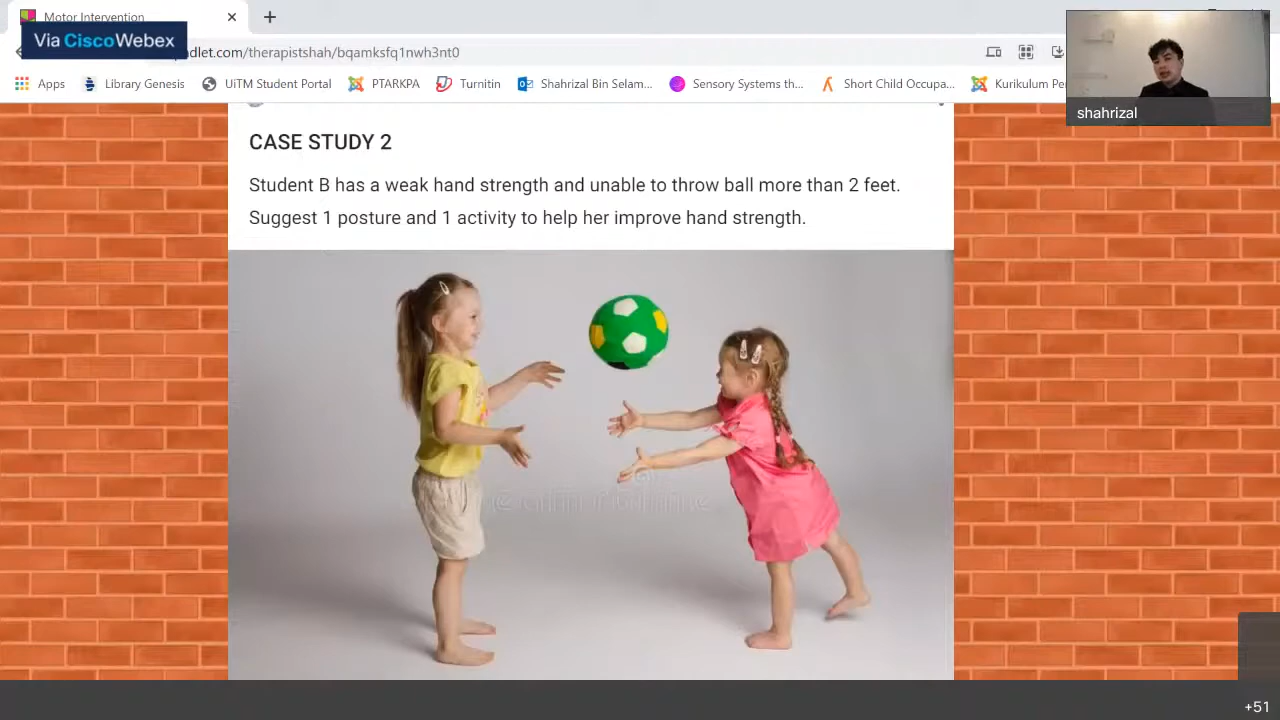 Motor Intervention
Via CiscoWebex
dlet.com/therapistshah/bqamksfq1nwh3nt0
Apps Library Genesis UiTM Student Portal PTARKPA Turnitin Shahrizal Bin Selam... Sensory Systems th... Short Child Occupa... Kurikulum Pe
shahrizal
CASE STUDY 2
Student B has a weak hand strength and unable to throw ball more than 2 feet.
Suggest 1 posture and 1 activity to help her improve hand strength.
+51